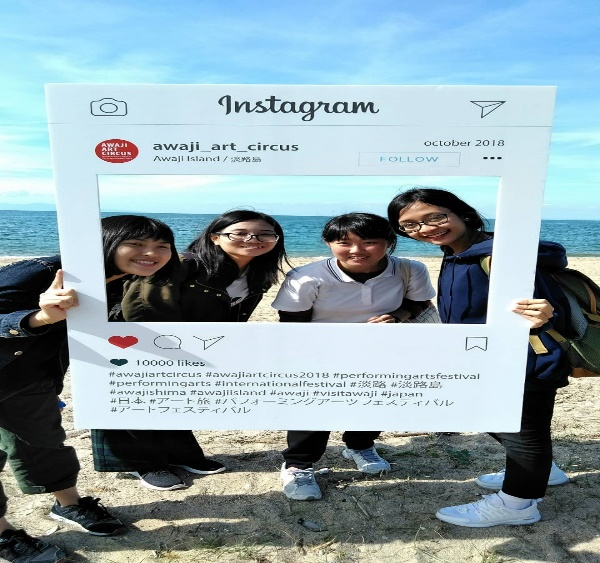 Instagram
AWAJI
ART
CIRCUS
awaji_art_circus
october 2018
Awaji Island / 淡路島
FOLLOW
10000 likes
#awajiartcircus #awajiartcircus2018 #performingartsfestival
#performingarts #internationalfestival #淡路 #淡路島
#awajishima #awajiisland #awaji #visitawaji #japan
#日本 #アート旅 #パフォーミングアーツ フェスティバル
#アートフェスティバル